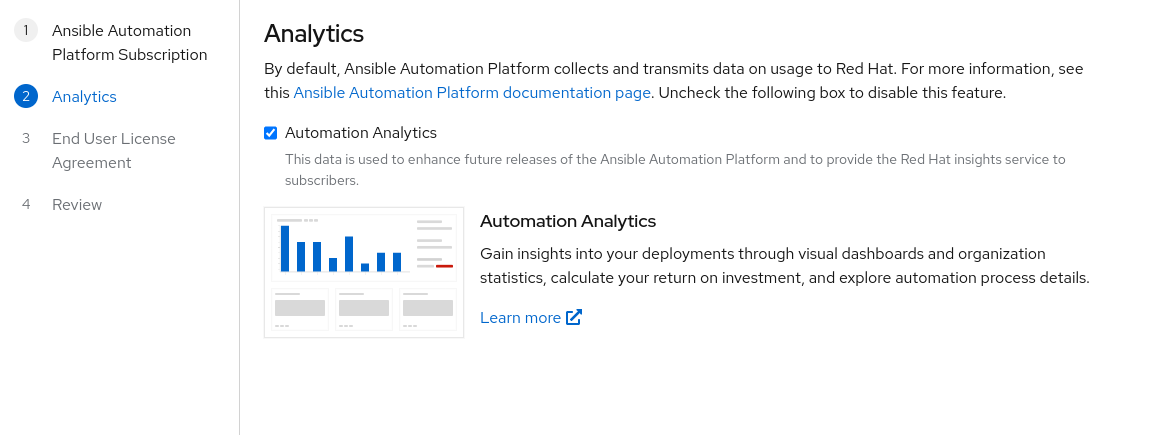 1
Ansible Automation
Platform Subscription
2
Analytics
3
End User License
Agreement
4
Review
Analytics
By default, Ansible Automation Platform collects and transmits data on usage to Red Hat. For more information, see
this Ansible Automation Platform documentation page. Uncheck the following box to disable this feature.
Automation Analytics
This data is used to enhance future releases of the Ansible Automation Platform and to provide the Red Hat insights service to
subscribers.
Automation Analytics
Gain insights into your deployments through visual dashboards and organization
statistics, calculate your return on investment, and explore automation process details.
Learn more